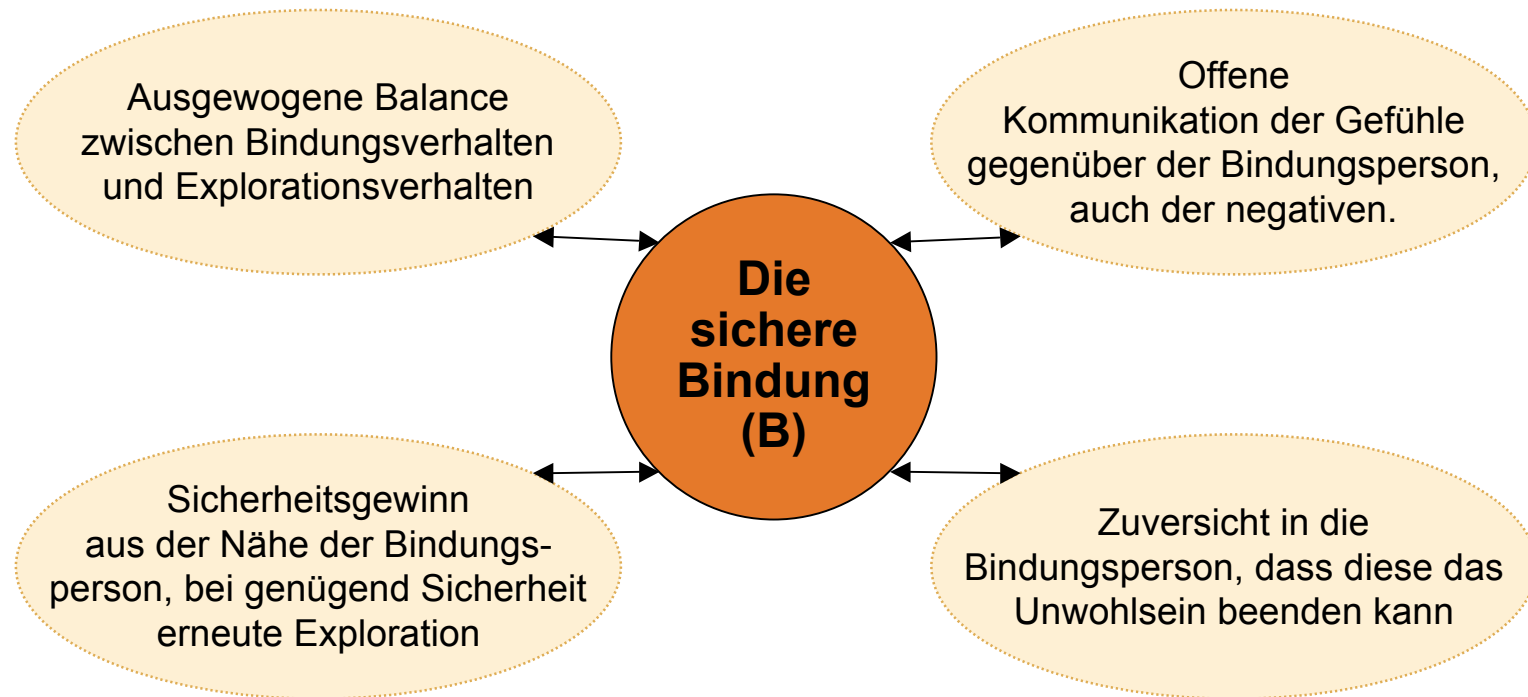 Ausgewogene Balance
zwischen Bindungsverhalten
und Explorationsverhalten
Offene
Kommunikation der Gefühle
gegenüber der Bindungsperson,
auch der negativen.
Die
sichere
Bindung
(B)
Sicherheitsgewinn
aus der Nähe der Bindungs-
person, bei genügend Sicherheit
erneute Exploration
Zuversicht in die
Bindungsperson, dass diese das
Unwohlsein beenden kann